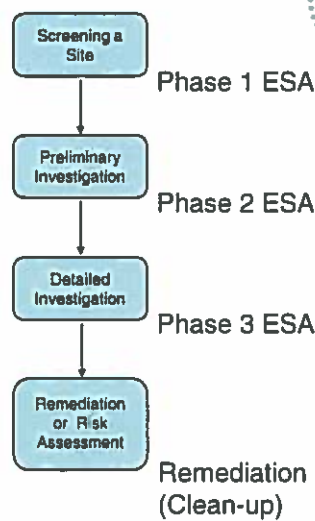 Screening a
Site
Phase 1 ESA
Preliminary
Investigation
Phase 2 ESA
Detailed
Investigation
Phase 3 ESA
Remediation
or Risk
Assessment
Remediation
(Clean-up)